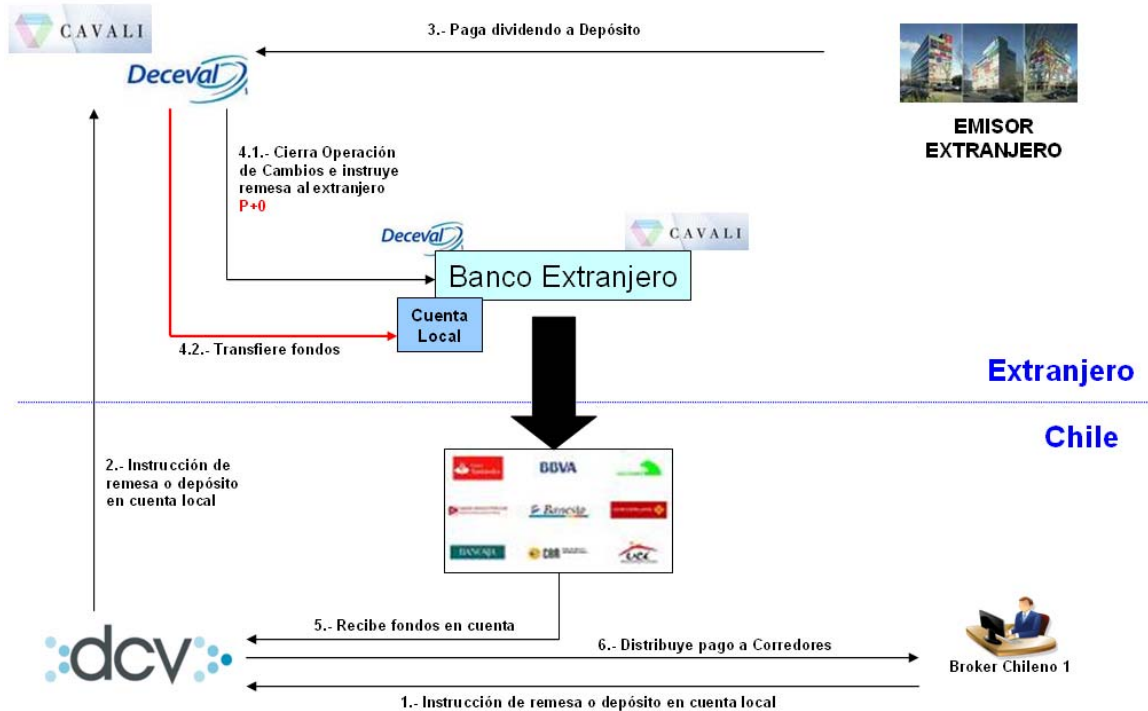 CAVALI
Deceval
3.- Paga dividendo a Depósito
EMISOR
EXTRANJERO
4.1.- Cierra Operación
de Cambios e instruye
remesa al extranjero
P+0
Deceval
CAVALI
Banco Extranjero
Cuenta
Local
4.2.- Transfiere fondos
Extranjero
Chile
2.- Instrucción de
remesa o depósito
en cuenta local
Santander
BBVA
Banesto
BANCAJA
5.- Recibe fondos en cuenta
6.- Distribuye pago a Corredores
dcv
Broker Chileno 1
1.- Instrucción de remesa o depósito en cuenta local